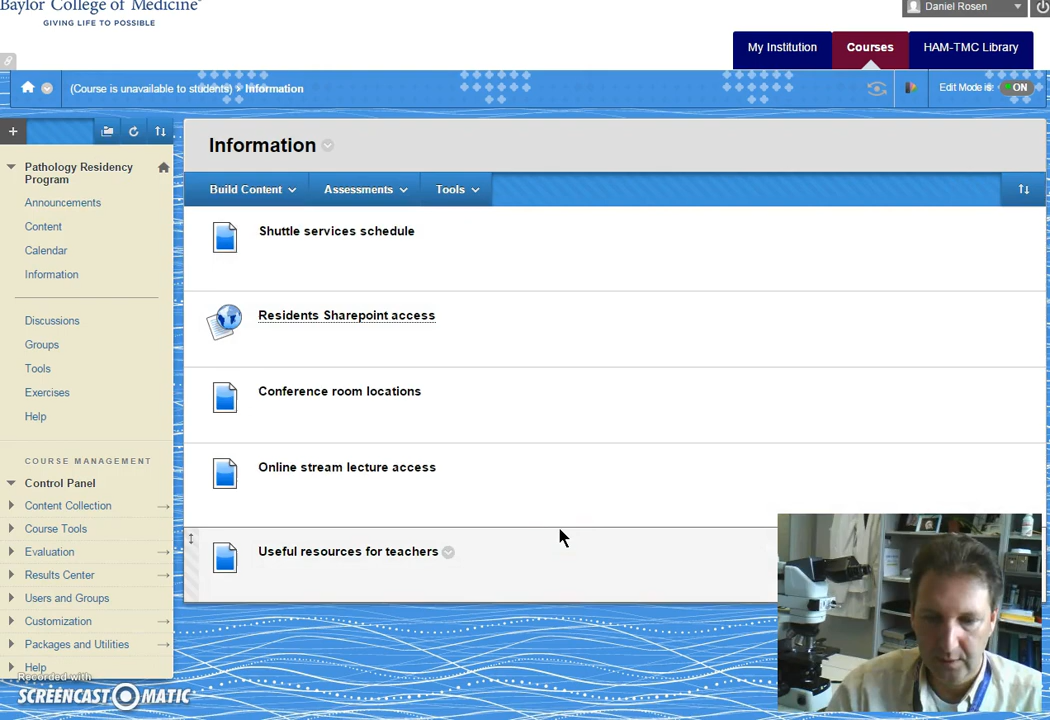 Baylor College of Medicine
GIVING LIFE TO POSSIBLE
Daniel Rosen
My Institution
Courses
HAM-TMC Library
(Course is unavailable to students) > Information
Edit Mode is: ON
Information
Build Content
Assessments
Tools
Pathology Residency
Program
Announcements
Content
Calendar
Information
Discussions
Groups
Tools
Exercises
Help
COURSE MANAGEMENT
Control Panel
Content Collection
Course Tools
Evaluation
Results Center
Users and Groups
Customization
Packages and Utilities
Help
Shuttle services schedule
Residents Sharepoint access
Conference room locations
Online stream lecture access
Useful resources for teachers
Recorded with
SCREENCAST-O-MATIC